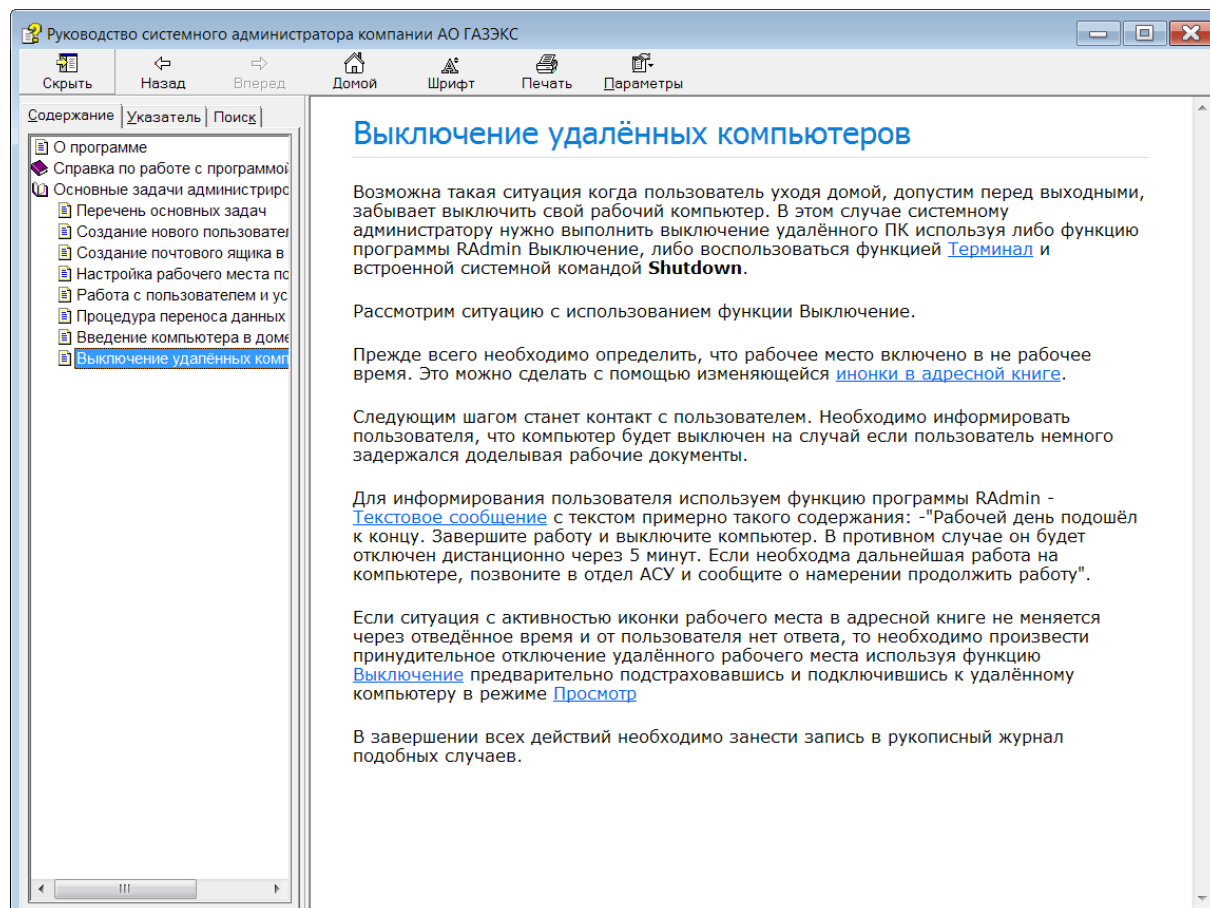 Руководство системного администратора компании АО ГАЗЭКС
Скрыть Назад Вперед Домой Шрифт Печать Параметры
Содержание Указатель Поиск
О программе
Справка по работе с программой
Основные задачи администриро
Перечень основных задач
Создание нового пользовател
Создание почтового ящика в
Настройка рабочего места по
Работа с пользователем и ус
Процедура переноса данных
Введение компьютера в доме
Выключение удалённых комп
Выключение удалённых компьютеров
Возможна такая ситуация когда пользователь уходя домой, допустим перед выходными,
забывает выключить свой рабочий компьютер. В этом случае системному
администратору нужно выполнить выключение удалённого ПК используя либо функцию
программы RAdmin Выключение, либо воспользоваться функцией Терминал и
встроенной системной командой Shutdown.
Рассмотрим ситуацию с использованием функции Выключение.
Прежде всего необходимо определить, что рабочее место включено в не рабочее
время. Это можно сделать с помощью изменяющейся инонки в адресной книге.
Следующим шагом станет контакт с пользователем. Необходимо информировать
пользователя, что компьютер будет выключен на случай если пользователь немного
задержался доделывая рабочие документы.
Для информирования пользователя используем функцию программы RAdmin -
Текстовое сообщение с текстом примерно такого содержания: -"Рабочей день подошёл
к концу. Завершите работу и выключите компьютер. В противном случае он будет
отключен дистанционно через 5 минут. Если необходма дальнейшая работа на
компьютере, позвоните в отдел АСУ и сообщите о намерении продолжить работу".
Если ситуация с активностью иконки рабочего места в адресной книге не меняется
через отведённое время и от пользователя нет ответа, то необходимо произвести
принудительное отключение удалённого рабочего места используя функцию
Выключение предварительно подстраховавшись и подключившись к удалённому
компьютеру в режиме Просмотр
В завершении всех действий необходимо занести запись в рукописный журнал
подобных случаев.